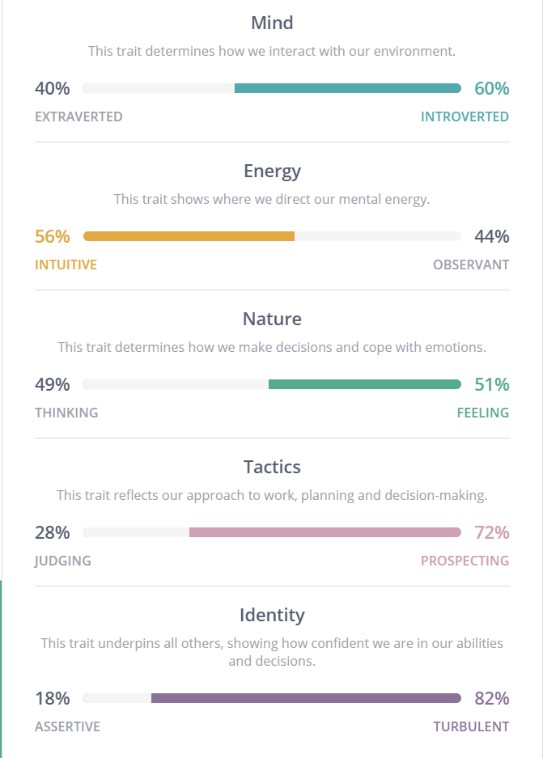 Mind
This trait determines how we interact with our environment.
40% 60%
EXTRAVERTED INTROVERTED
Energy
This trait shows where we direct our mental energy.
56% 44%
INTUITIVE OBSERVANT
Nature
This trait determines how we make decisions and cope with emotions.
49% 51%
THINKING FEELING
Tactics
This trait reflects our approach to work, planning and decision-making.
28% 72%
JUDGING PROSPECTING
Identity
This trait underpins all others, showing how confident we are in our abilities
and decisions.
18% 82%
ASSERTIVE TURBULENT